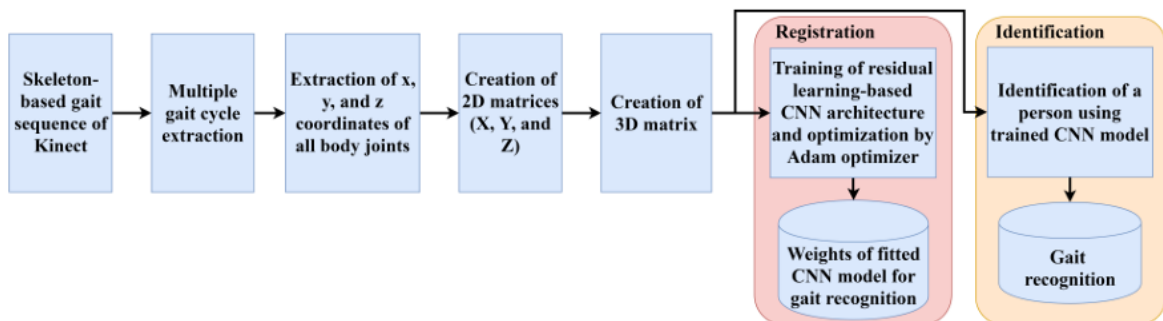 Skeleton-
based gait
sequence of
Kinect
Multiple
gait cycle
extraction
Extraction of x,
y, and z
coordinates of
all body joints
Creation of
2D matrices
(X, Y, and
Z)
Creation of
3D matrix
Registration
Training of residual
learning-based
CNN architecture
and optimization by
Adam optimizer
Weights of fitted
CNN model for
gait recognition
Identification
Identification of a
person using
trained CNN model
Gait
recognition